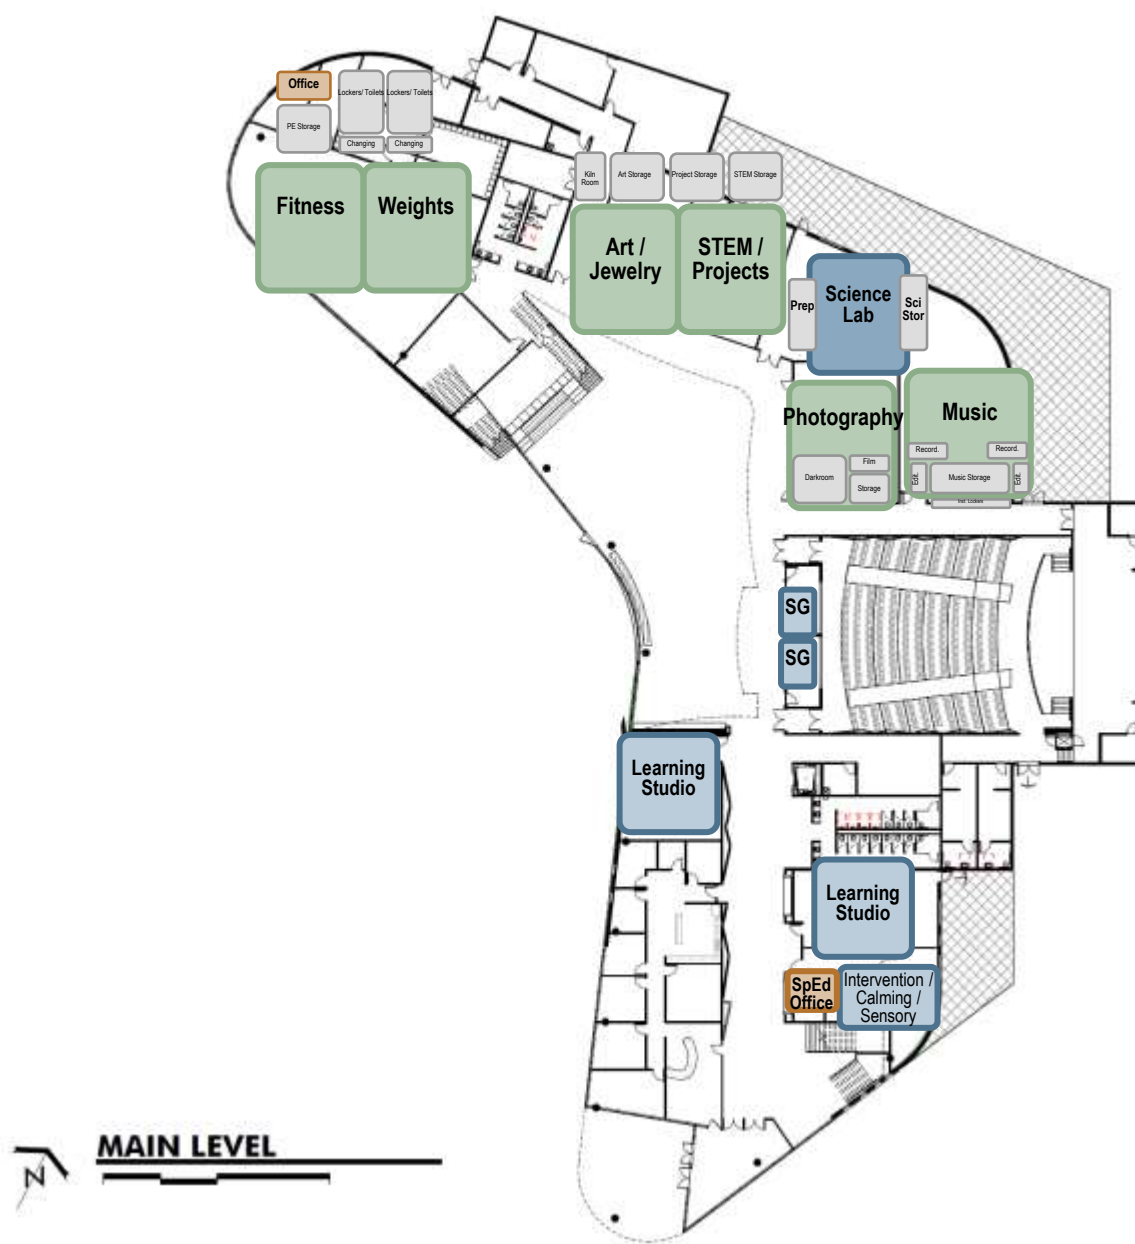 Office
Lockers/ Toilets
Lockers/ Toilets
PE Storage
Changing
Changing
Fitness
Weights
Kiln
Room
Art Storage
Project Storage
STEM Storage
Art /
Jewelry
STEM /
Projects
Prep
Science
Lab
Sci
Stor
Photography
Music
Record.
Record.
Darkroom
Film
Storage
Edit.
Music Storage
Edit.
Inst. Lockers
SG
SG
Learning
Studio
Learning
Studio
SpEd
Office
Intervention /
Calming /
Sensory
MAIN LEVEL
N